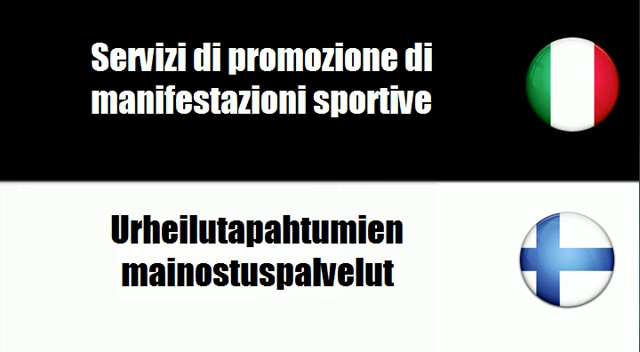 Servizi di promozione di
manifestazioni sportive
Urheilutapahtumien
mainostuspalvelut